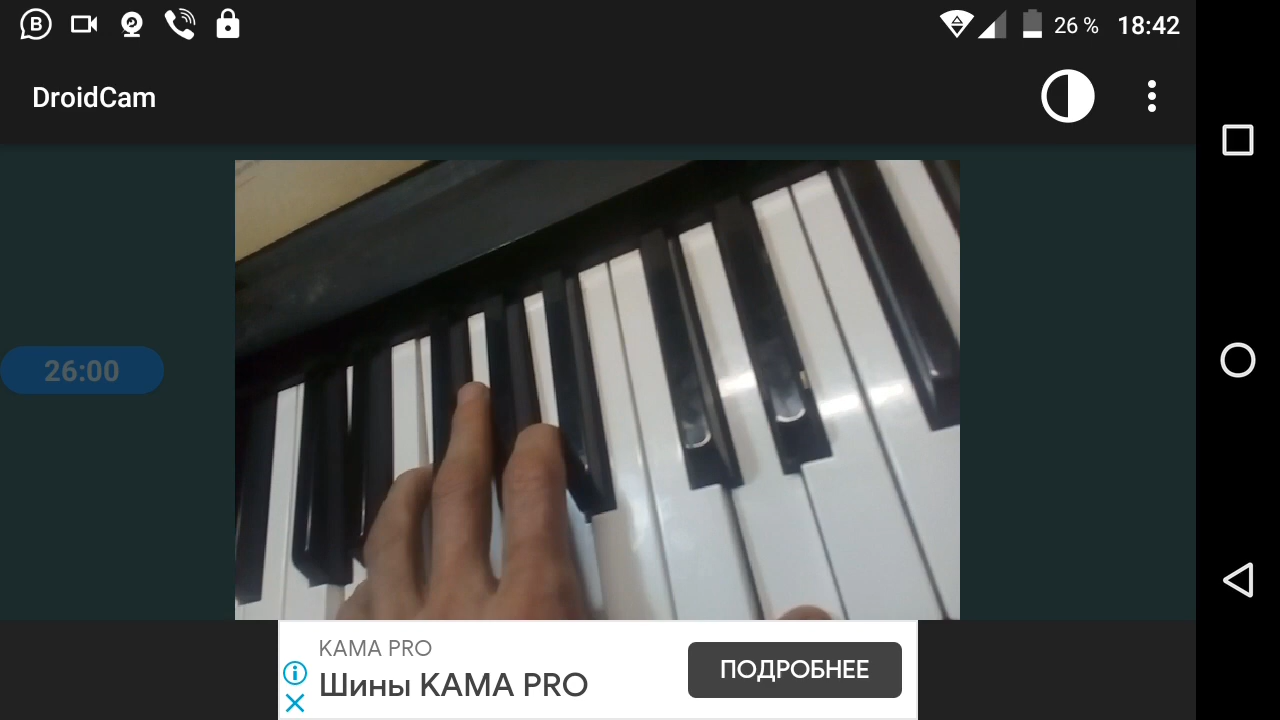 26 % 18:42
DroidCam
26:00
KAMA PRO
Шины KAMA PRO
ПОДРОБНЕЕ